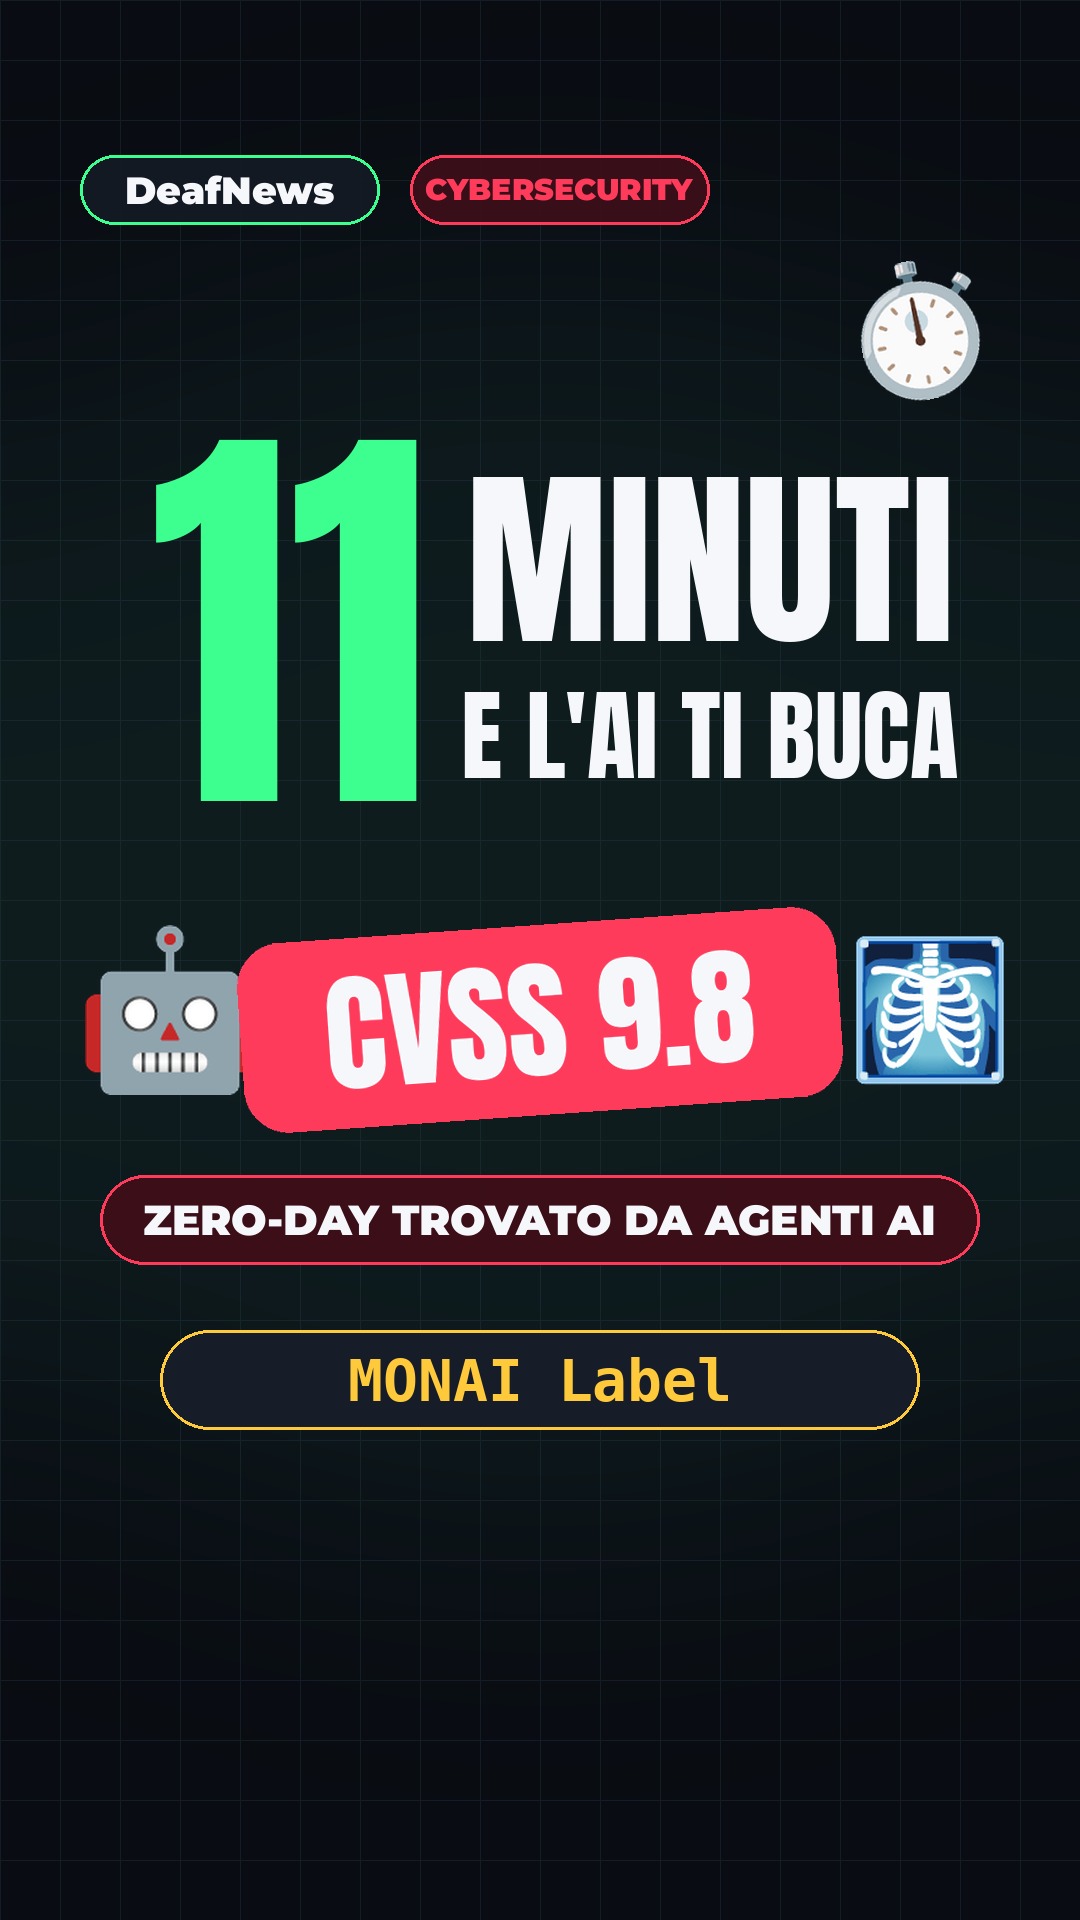 DeafNews
CYBERSECURITY
11 MINUTI
E L'AI TI BUCA
CVSS 9.8
ZERO-DAY TROVATO DA AGENTI AI
MONAI Label